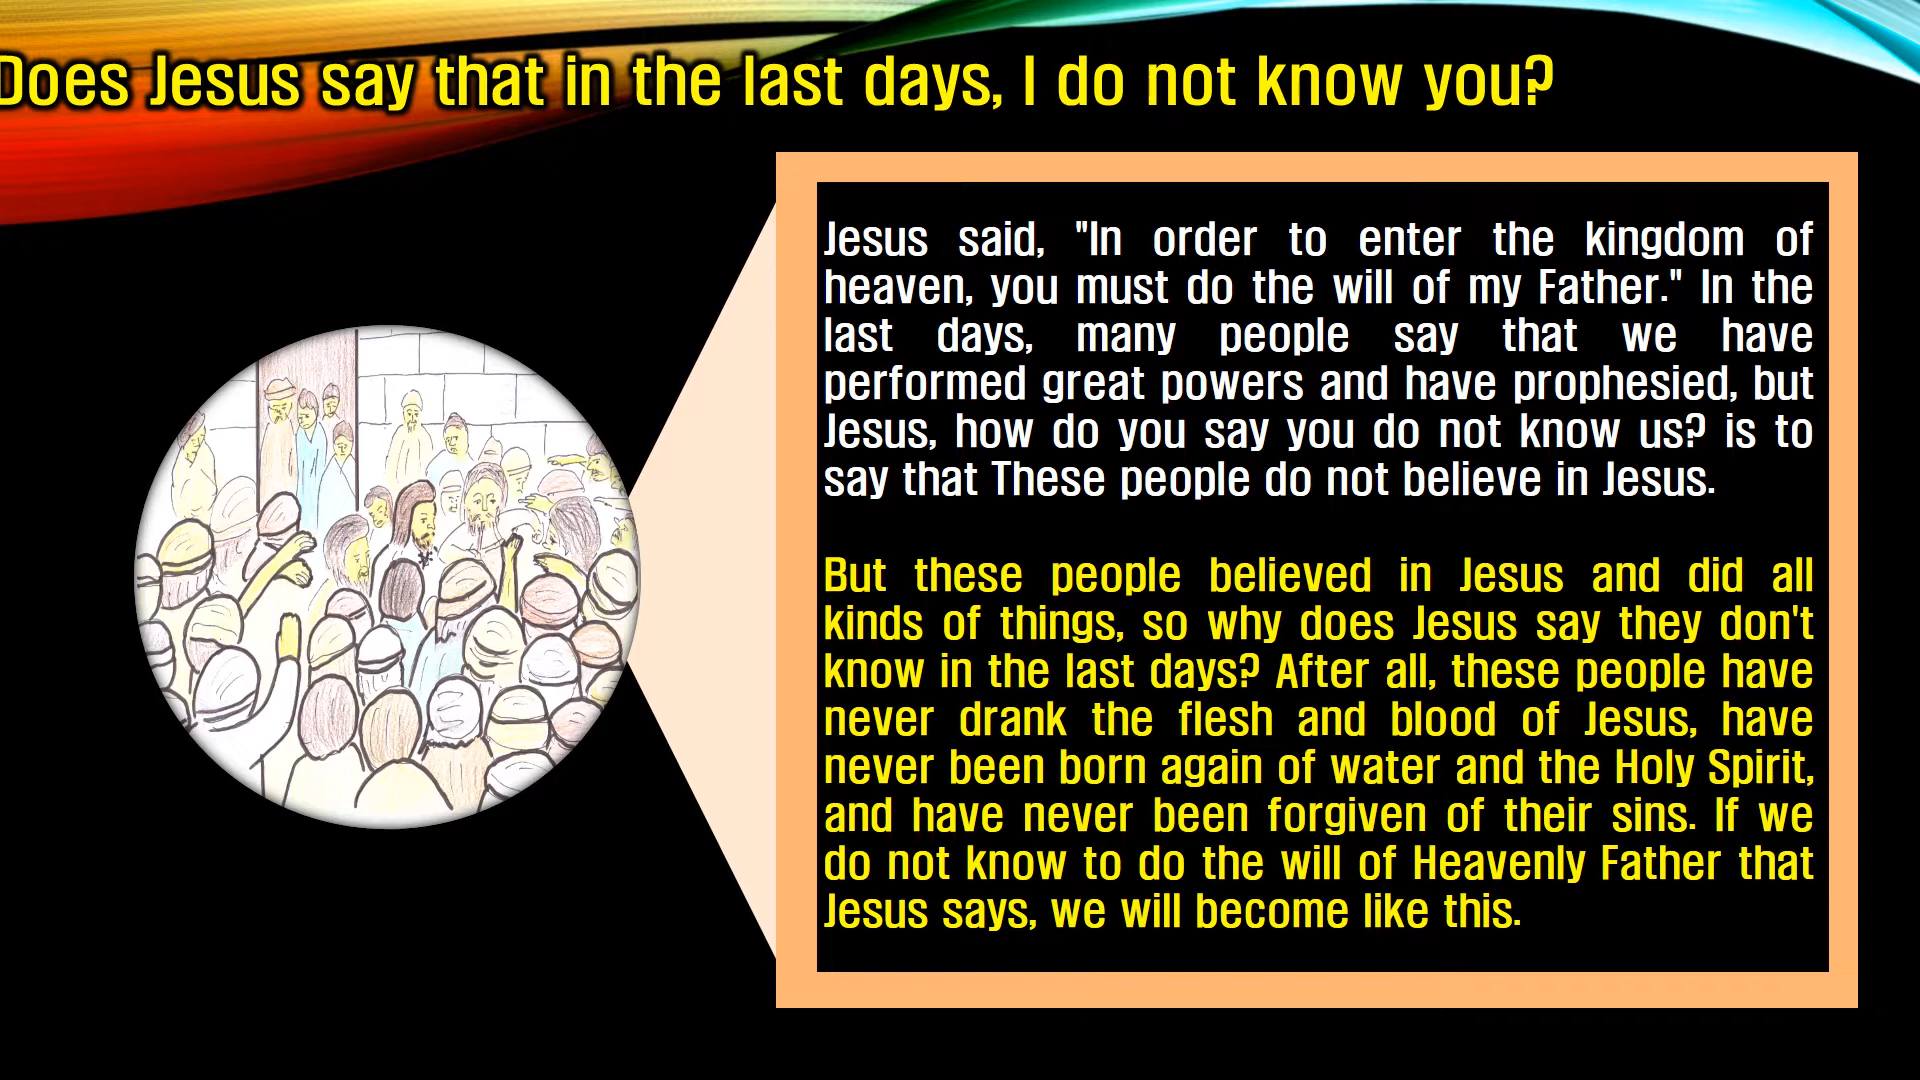 Does Jesus say that in the last days, I do not know you?
Jesus said, "In order to enter the kingdom of
heaven, you must do the will of my Father." In the
last days, many people say that we have
performed great powers and have prophesied, but
Jesus, how do you say you do not know us? is to
say that These people do not believe in Jesus.
But these people believed in Jesus and did all
kinds of things, so why does Jesus say they don't
know in the last days? After all, these people have
never drank the flesh and blood of Jesus, have
never been born again of water and the Holy Spirit,
and have never been forgiven of their sins. If we
do not know to do the will of Heavenly Father that
Jesus says, we will become like this.